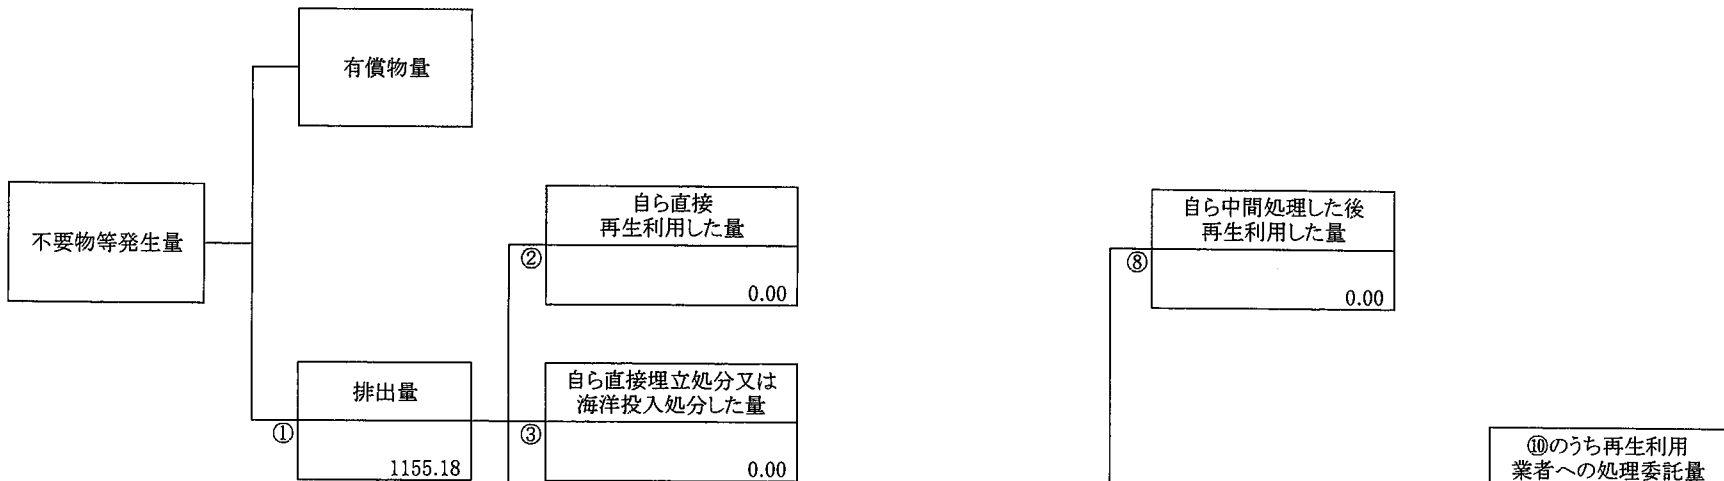 有償物量
不要物等発生量
自ら直接
再生利用した量
②
0.00
自ら中間処理した後
再生利用した量
⑧
0.00
排出量
①
1155.18
自ら直接埋立処分又は
海洋投入処分した量
③
0.00
⑩のうち再生利用
業者への処理委託量